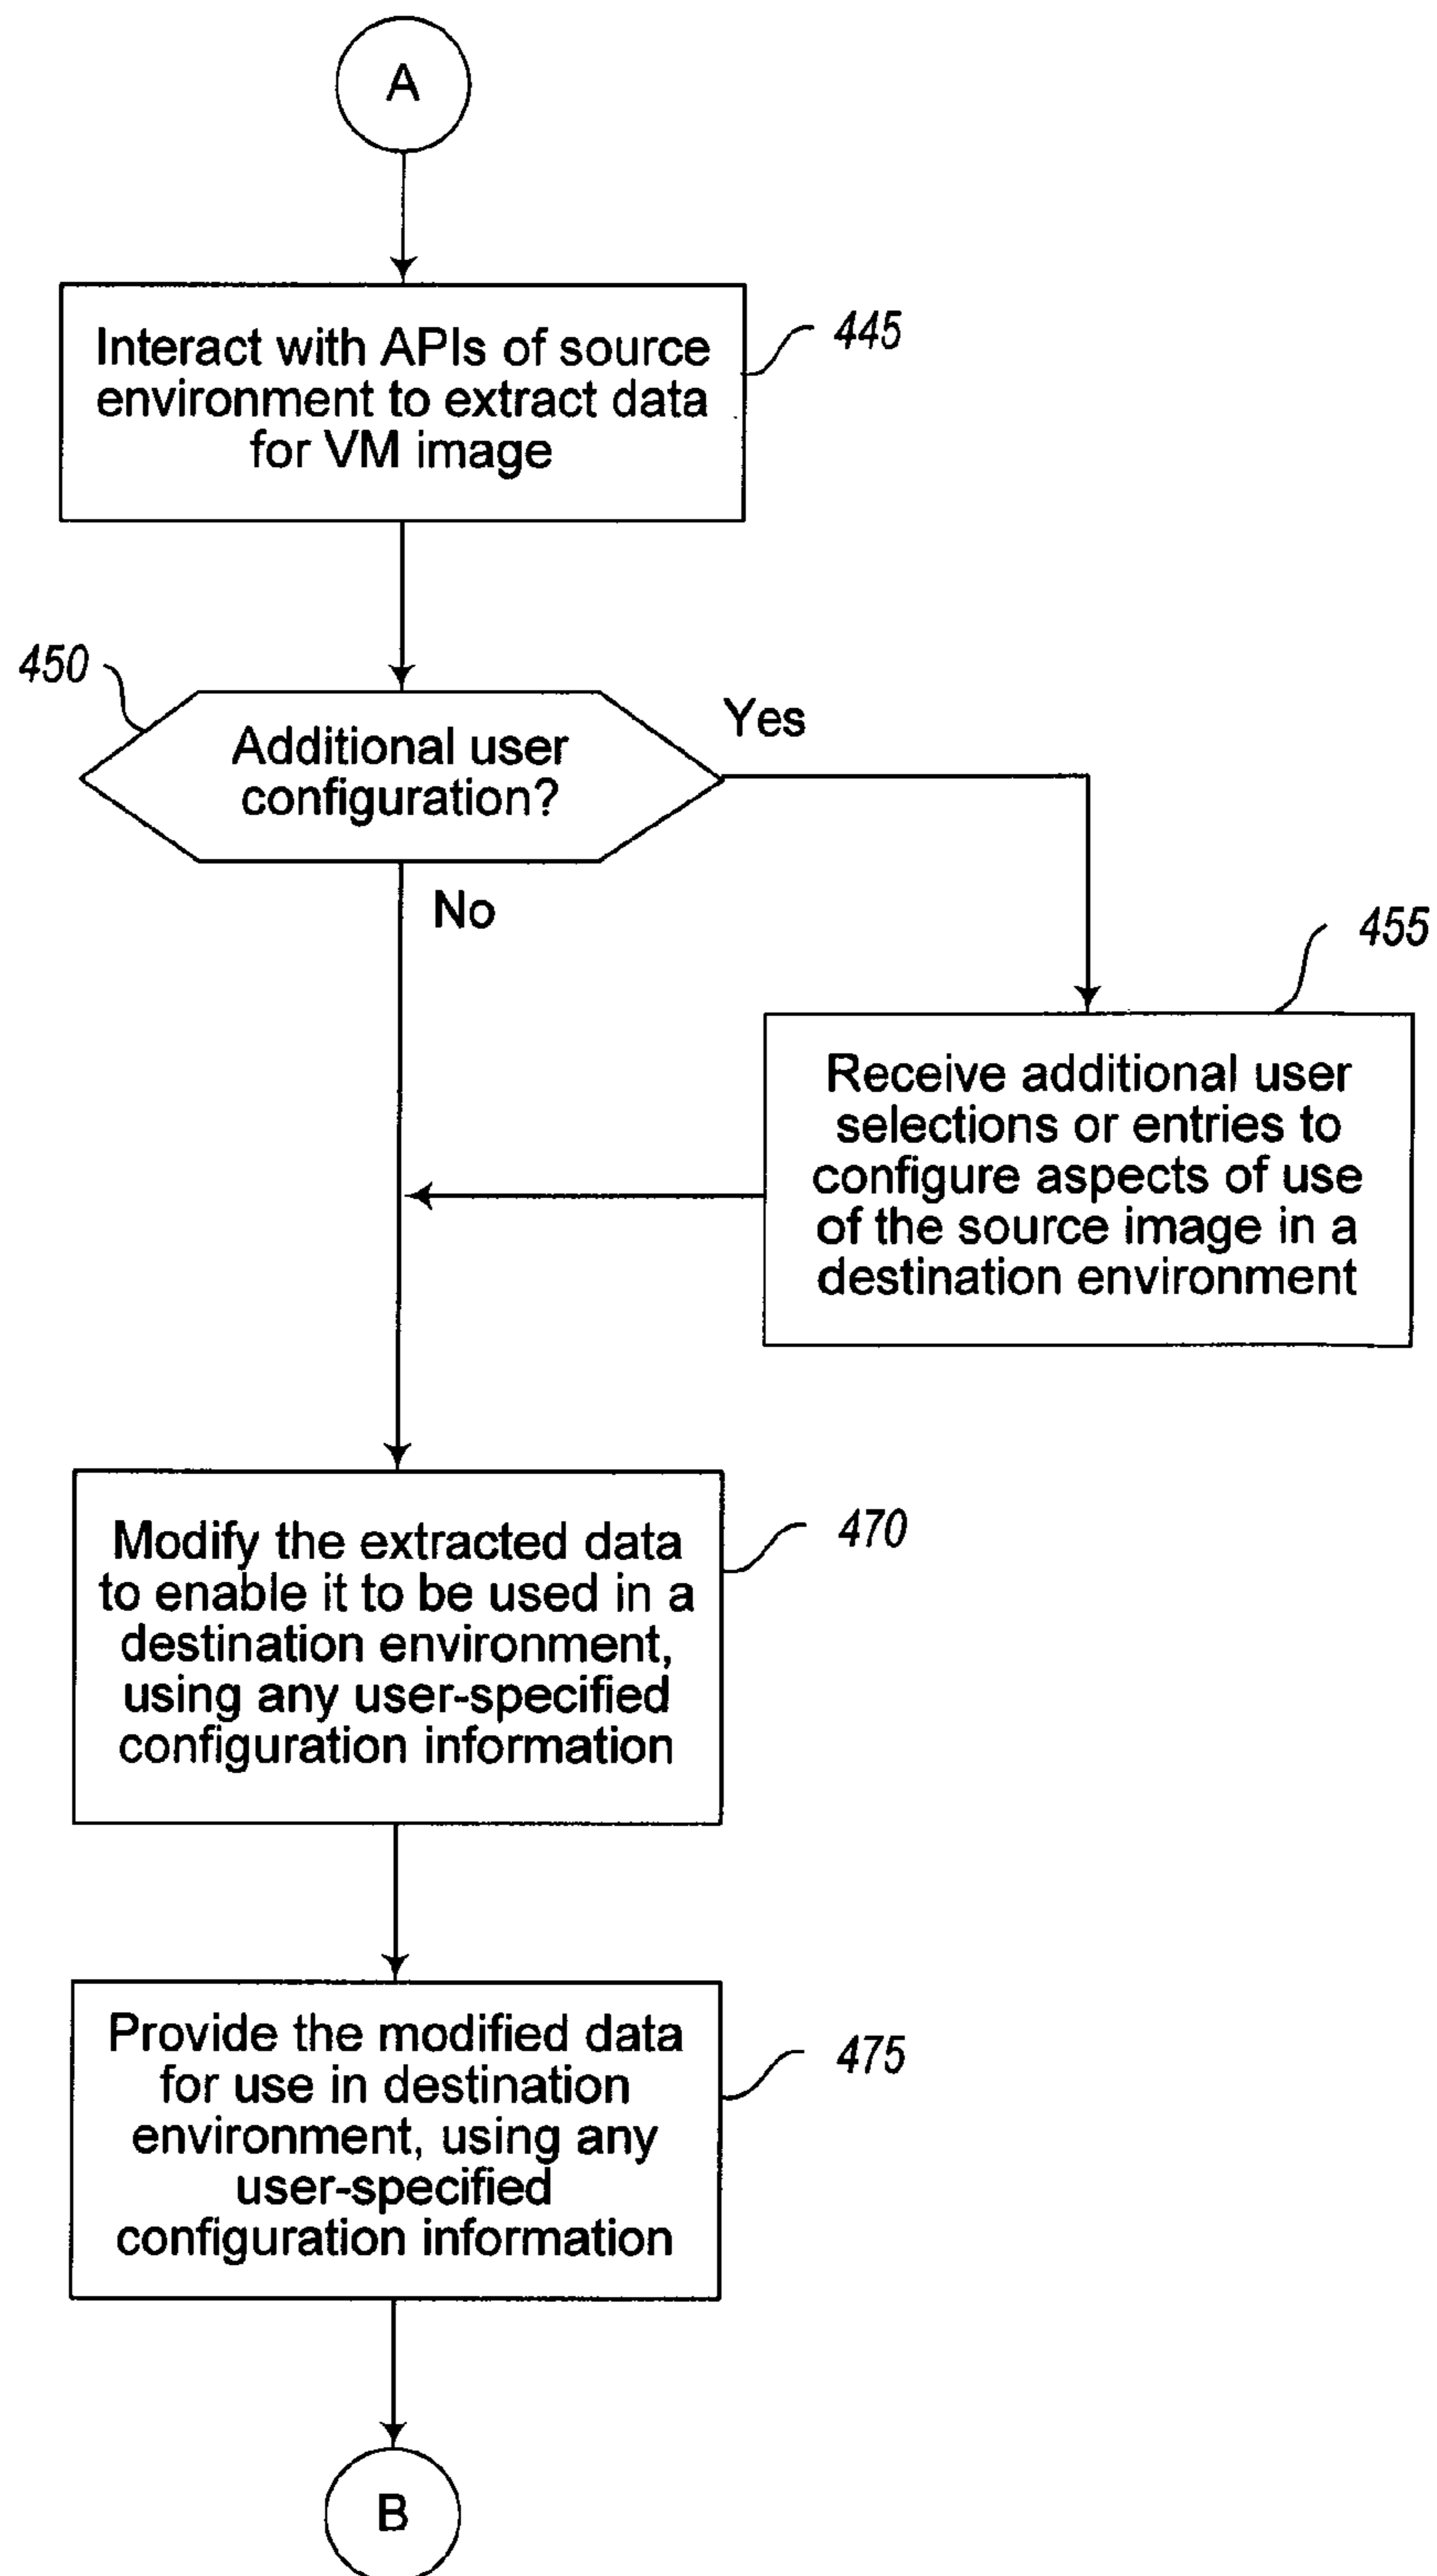 A
Interact with APIs of source
environment to extract data
for VM image
445
450
Additional user
configuration?
Yes
No
455
Receive additional user
selections or entries to
configure aspects of use
of the source image in a
destination environment
Modify the extracted data
to enable it to be used in a
destination environment,
using any user-specified
configuration information
470
Provide the modified data
for use in destination
environment, using any
user-specified
configuration information
475
B